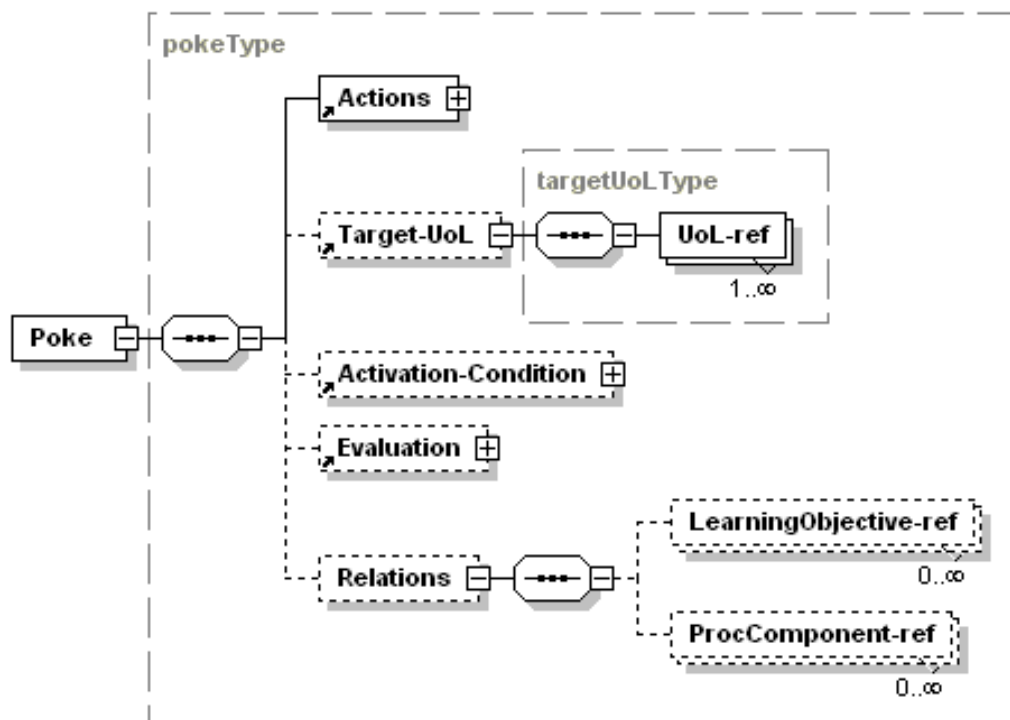 pokeType
Actions
targetUoLType
Target-UoL
UoL-ref
1..∞
Poke
Activation-Condition
Evaluation
LearningObjective-ref
0..∞
Relations
ProcComponent-ref
0..∞